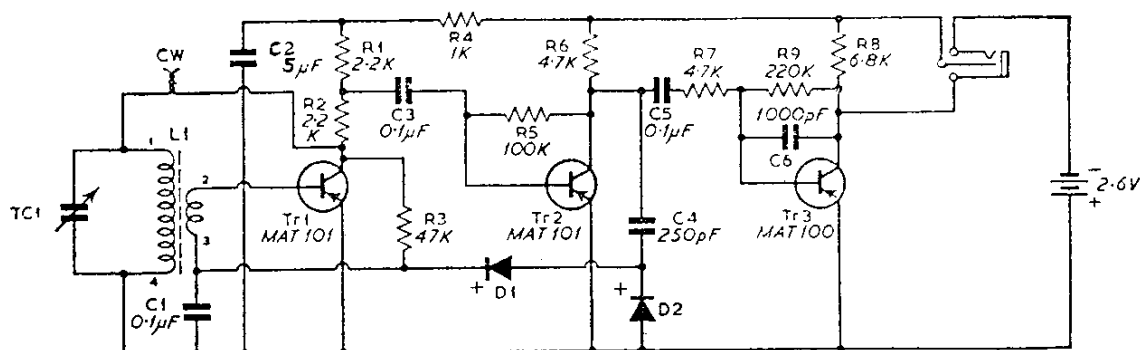 CW
C2
5µF
R1
2·2K
R4
1K
R6
4·7K
R7
4·7K
R9
220K
R8
6·8K
R2
2·2
K
C3
0·1µF
R5
100K
C5
0·1µF
1000pF
C6
1
L1
2
TC1
3
4
Tr1
MAT 101
R3
47K
Tr2
MAT 101
C4
250pF
Tr3
MAT 100
−
2·6V
+
C1
0·1µF
+
D1
+
D2